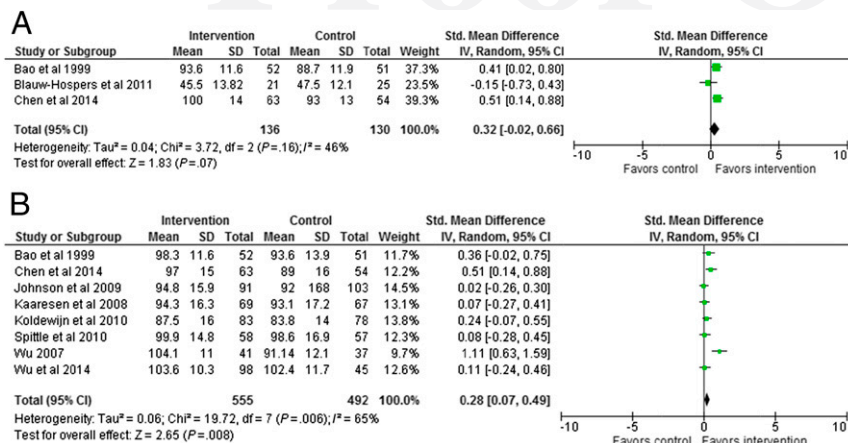 A
Intervention Control Std. Mean Difference Std. Mean Difference
Study or Subgroup Mean SD Total Mean SD Total Weight IV, Random, 95% CI IV, Random, 95% CI
Bao et al 1999 93.6 11.6 52 88.7 11.9 51 37.3% 0.41 [0.02, 0.80]
Blauw-Hospers et al 2011 45.5 13.82 21 47.5 12.1 25 23.5% -0.15 [-0.73, 0.43]
Chen et al 2014 100 14 63 93 13 54 39.3% 0.51 [0.14, 0.88]
Total (95% CI) 136 130 100.0% 0.32 [-0.02, 0.66]
Heterogeneity: Tau² = 0.04; Chi² = 3.72, df = 2 (P=.16); I² = 46%
Test for overall effect: Z = 1.83 (P=.07)
-10 -5 0 5 10
Favors control Favors intervention
B
Intervention Control Std. Mean Difference Std. Mean Difference
Study or Subgroup Mean SD Total Mean SD Total Weight IV, Random, 95% CI IV, Random, 95% CI
Bao et al 1999 98.3 11.6 52 93.6 13.9 51 11.7% 0.36 [-0.02, 0.75]
Chen et al 2014 97 15 63 89 16 54 12.2% 0.51 [0.14, 0.88]
Johnson et al 2009 94.8 15.9 91 92 168 103 14.5% 0.02 [-0.26, 0.30]
Kaaresen et al 2008 94.3 16.3 69 93.1 17.2 67 13.1% 0.07 [-0.27, 0.41]
Koldewijn et al 2010 87.5 16 83 83.8 14 78 13.8% 0.24 [-0.07, 0.55]
Spittle et al 2010 99.9 14.8 58 98.6 16.9 57 12.3% 0.08 [-0.28, 0.45]
Wu 2007 104.1 11 41 91.14 12.1 37 9.7% 1.11 [0.63, 1.59]
Wu et al 2014 103.6 10.3 98 102.4 11.7 45 12.6% 0.11 [-0.24, 0.46]
Total (95% CI) 555 492 100.0% 0.28 [0.07, 0.49]
Heterogeneity: Tau² = 0.06; Chi² = 19.72, df = 7 (P=.006); I² = 65%
Test for overall effect: Z = 2.65 (P=.008)
-10 -5 0 5 10
Favors control Favors intervention